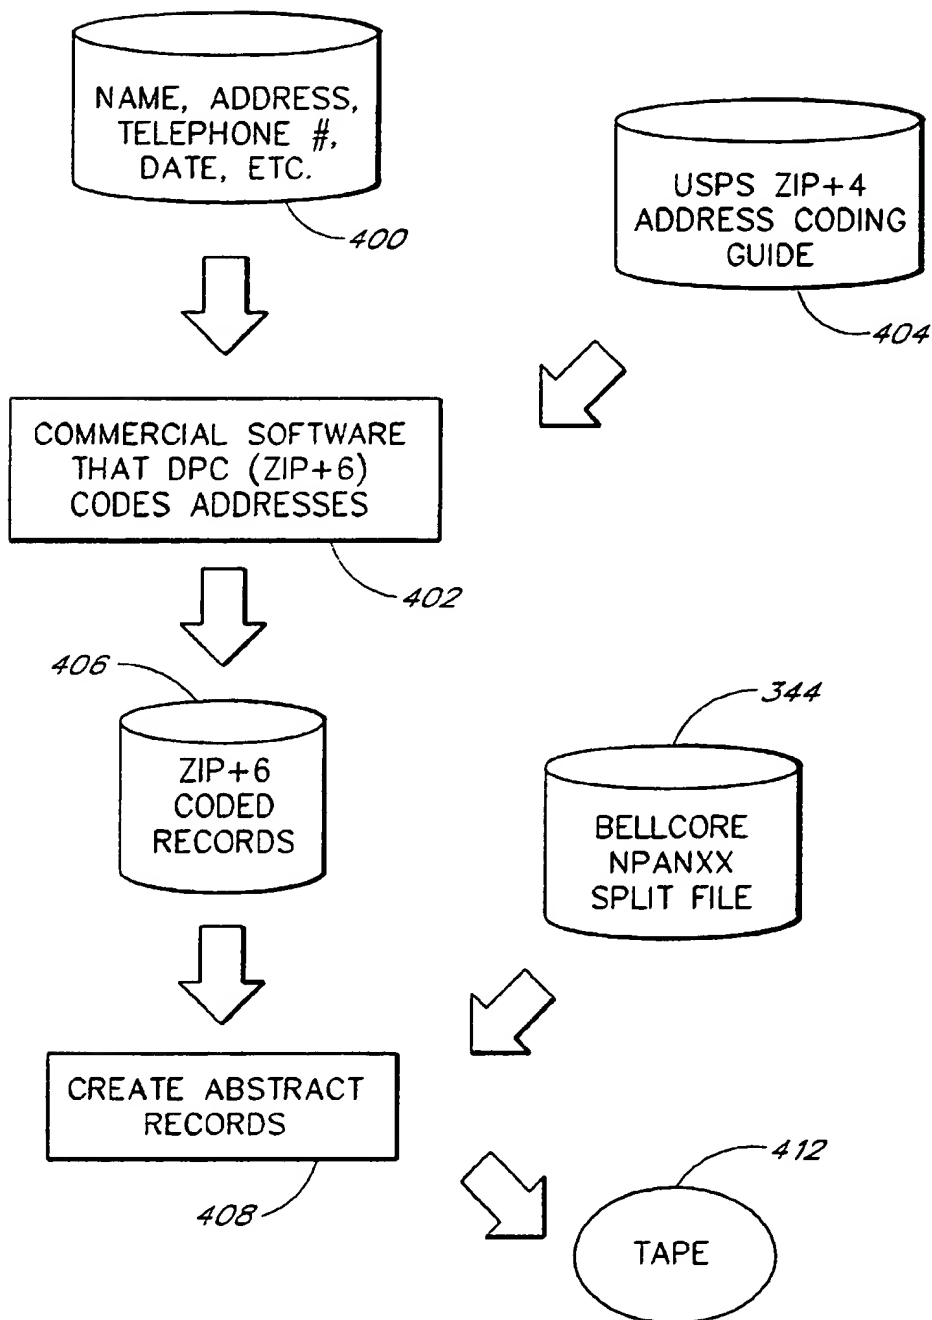 NAME, ADDRESS,
TELEPHONE #,
DATE, ETC.
400
USPS ZIP+4
ADDRESS CODING
GUIDE
404
COMMERCIAL SOFTWARE
THAT DPC (ZIP+6)
CODES ADDRESSES
402
406
ZIP+6
CODED
RECORDS
344
BELLCORE
NPANXX
SPLIT FILE
CREATE ABSTRACT
RECORDS
408
412
TAPE